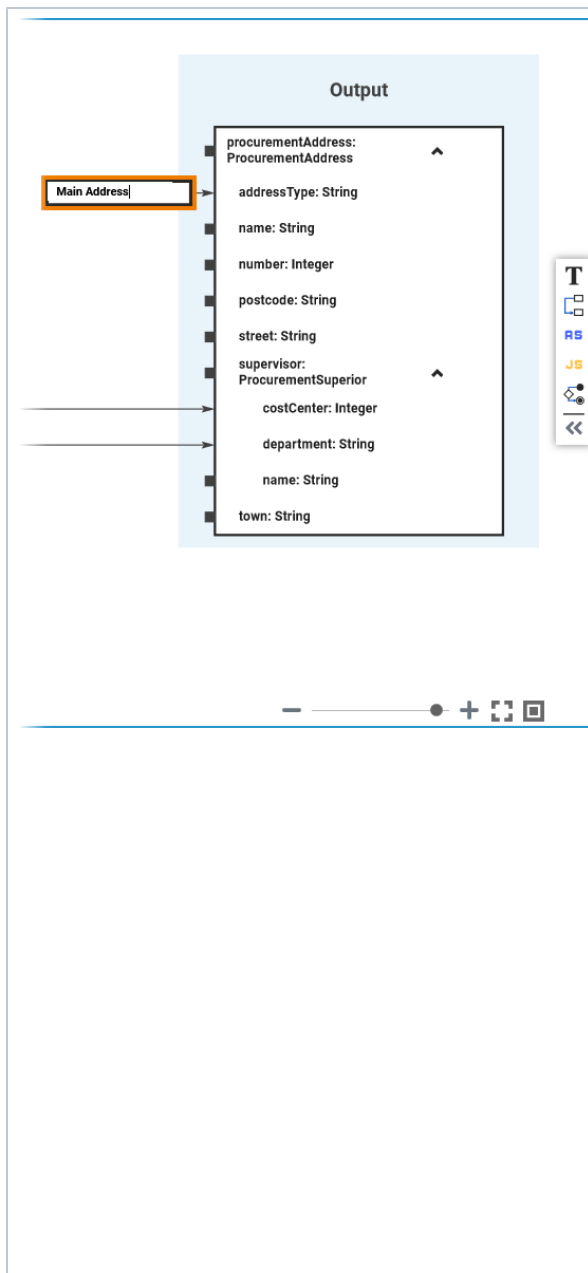 Output
procurementAddress:
ProcurementAddress
Main Address
addressType: String
name: String
number: Integer
postcode: String
street: String
supervisor:
ProcurementSuperior
costCenter: Integer
department: String
name: String
town: String
T
AS
JS